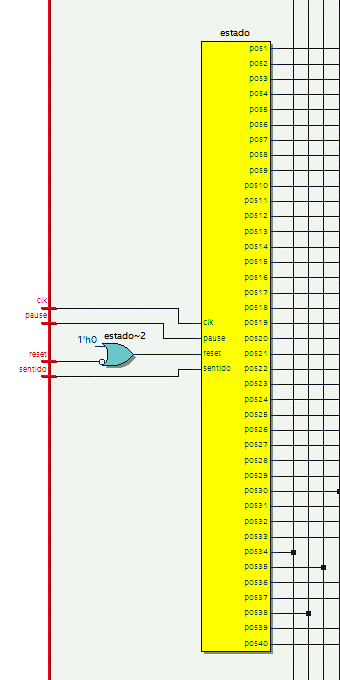 estado
pos1
pos2
pos3
pos4
pos5
pos6
pos7
pos8
pos9
pos10
pos11
pos12
pos13
pos14
pos15
pos16
pos17
clk pos18
pause clk pos19
1'h0 estado~2 pause pos20
reset reset pos21
sentido sentido pos22
pos23
pos24
pos25
pos26
pos27
pos28
pos29
pos30
pos31
pos32
pos33
pos34
pos35
pos36
pos37
pos38
pos39
pos40